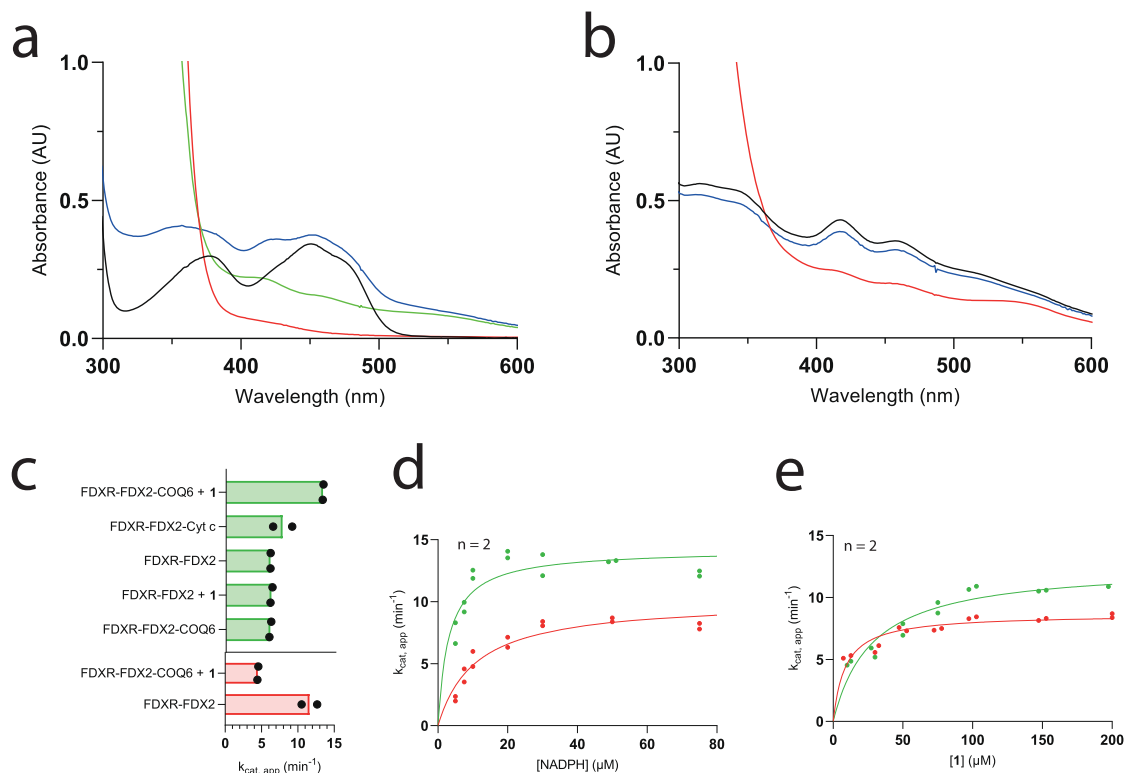 a
1.0
0.5
0.0
Absorbance (AU)
300
400
500
600
Wavelength (nm)
b
1.0
0.5
0.0
Absorbance (AU)
300
400
500
600
Wavelength (nm)
c
FDXR-FDX2-COQ6 + 1
FDXR-FDX2-Cyt c
FDXR-FDX2
FDXR-FDX2 + 1
FDXR-FDX2-COQ6
FDXR-FDX2-COQ6 + 1
FDXR-FDX2
0
5
10
15
kcat, app (min-1)
d
n = 2
15
10
5
0
kcat, app (min-1)
0
20
40
60
80
[NADPH] (µM)
e
n = 2
15
10
5
0
kcat, app (min-1)
0
50
100
150
200
[1] (µM)